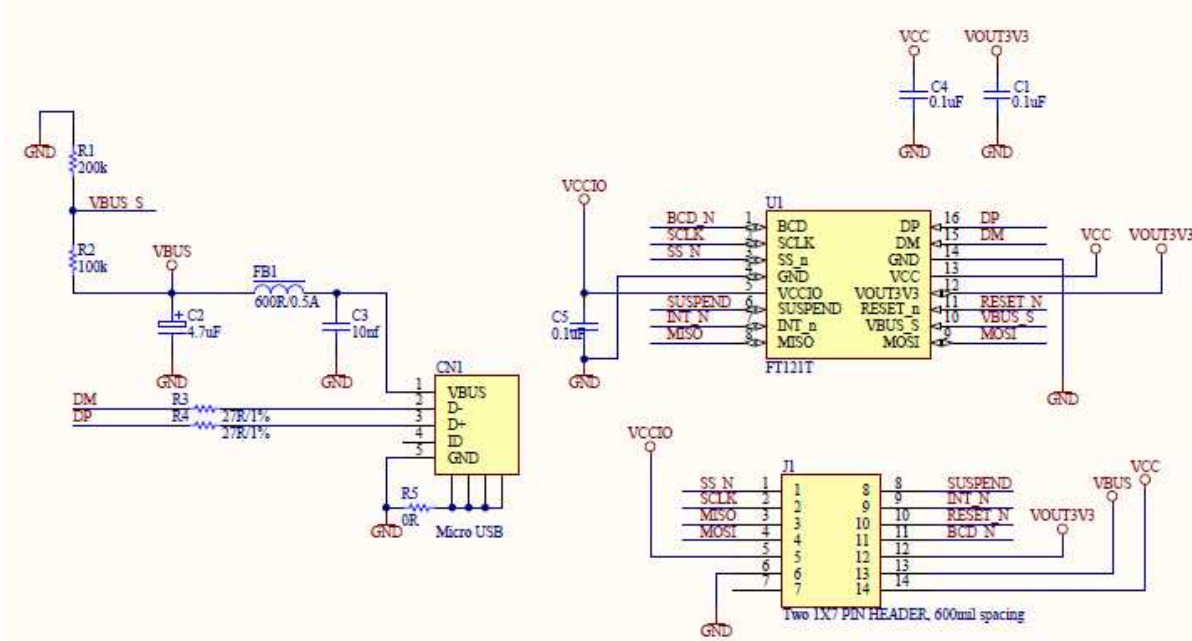 VCC VOUT3V3
C4 C1
0.1uF 0.1uF
GND GND
GND
R1
200k
VBUS_S
R2
100k
VBUS
FB1
600R/0.5A
C2
4.7uF
C3
10nf
GND GND
CN1
1 VBUS
2 D-
3 D+
4 ID
5 GND
DM R3 27R/1%
DP R4 27R/1%
R5
0R
GND
Micro USB
VCCIO
U1
BCD_N 1 BCD DP 16 DP
SCLK 2 SCLK DM 15 DM
SS_N 3 SS_n GND 14
4 GND VCC 13
5 VCCIO VOUT3V3 12
SUSPEND 6 SUSPEND RESET_n 11 RESET_N
INT_N 7 INT_n VBUS_S 10 VBUS_S
MISO 8 MISO MOSI 9 MOSI
FT121T
VCC VOUT3V3
C5
0.1uF
GND
GND
VCCIO
J1
SS_N 1 1 8 8 SUSPEND
SCLK 2 2 9 9 INT_N
MISO 3 3 10 10 RESET_N
MOSI 4 4 11 11 BCD_N
5 5 12 12
6 6 13 13
7 7 14 14
VOUT3V3
VBUS
VCC
GND
Two 1X7 PIN HEADER, 600mil spacing